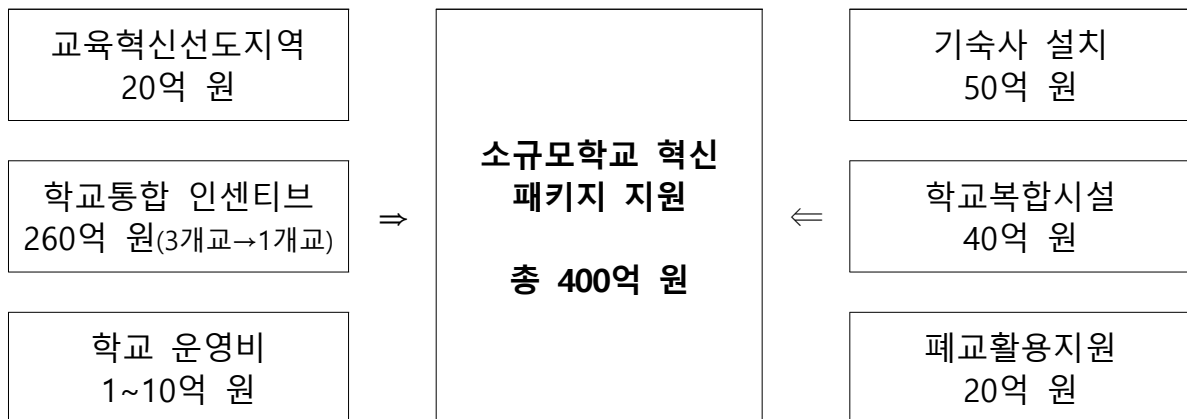 교육혁신선도지역
20억 원
학교통합 인센티브
260억 원(3개교→1개교)
학교 운영비
1~10억 원
⇒
소규모학교 혁신
패키지 지원
총 400억 원
⇐
기숙사 설치
50억 원
학교복합시설
40억 원
폐교활용지원
20억 원